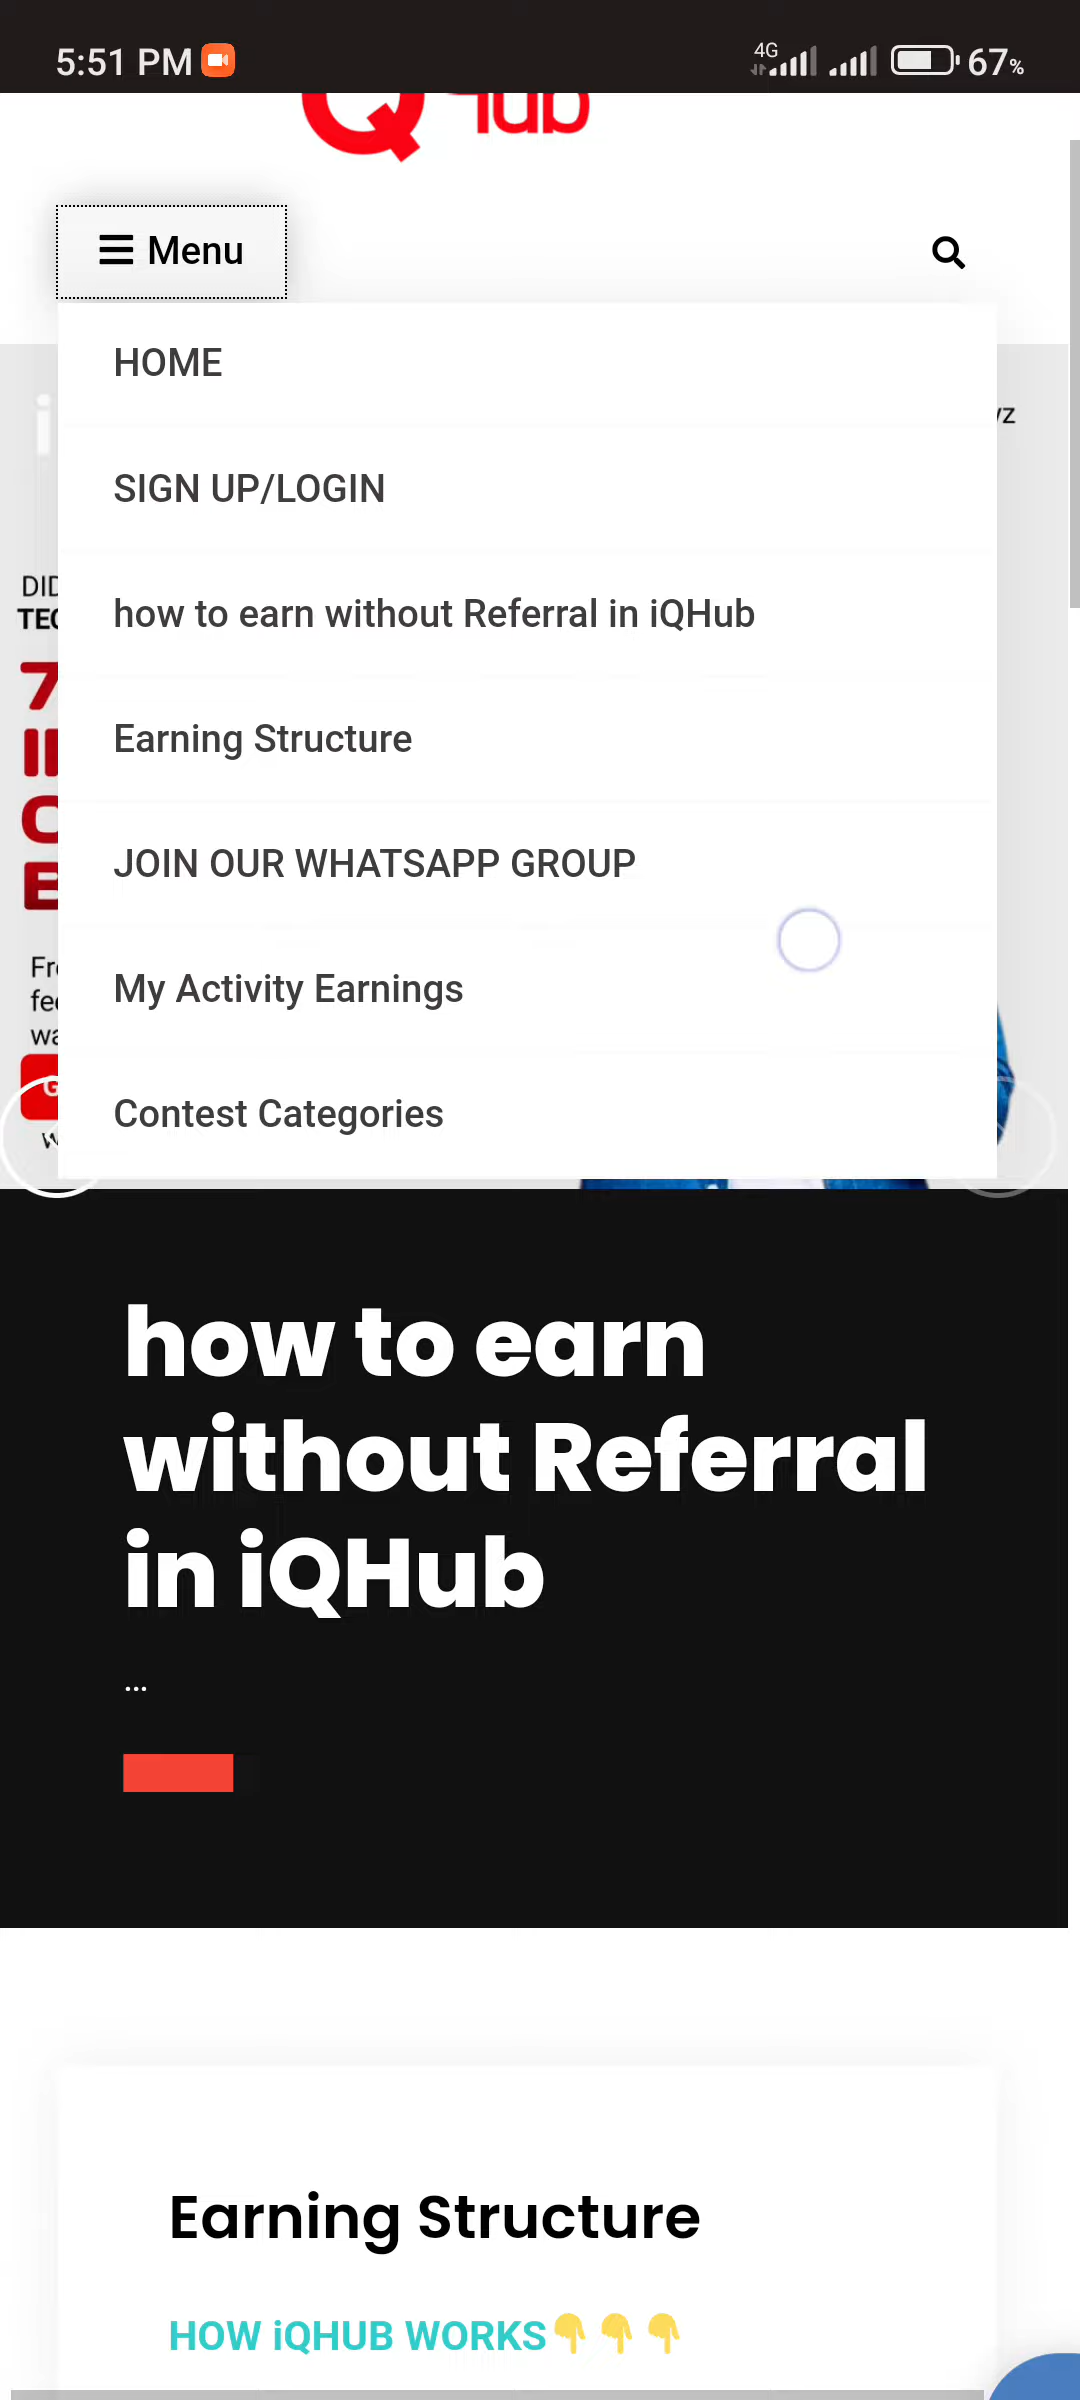 5:51 PM
4G
67%
Menu
HOME
SIGN UP/LOGIN
how to earn without Referral in iQHub
Earning Structure
JOIN OUR WHATSAPP GROUP
My Activity Earnings
Contest Categories
how to earn
without Referral
in iQHub
...
Earning Structure
HOW iQHUB WORKS👇👇👇